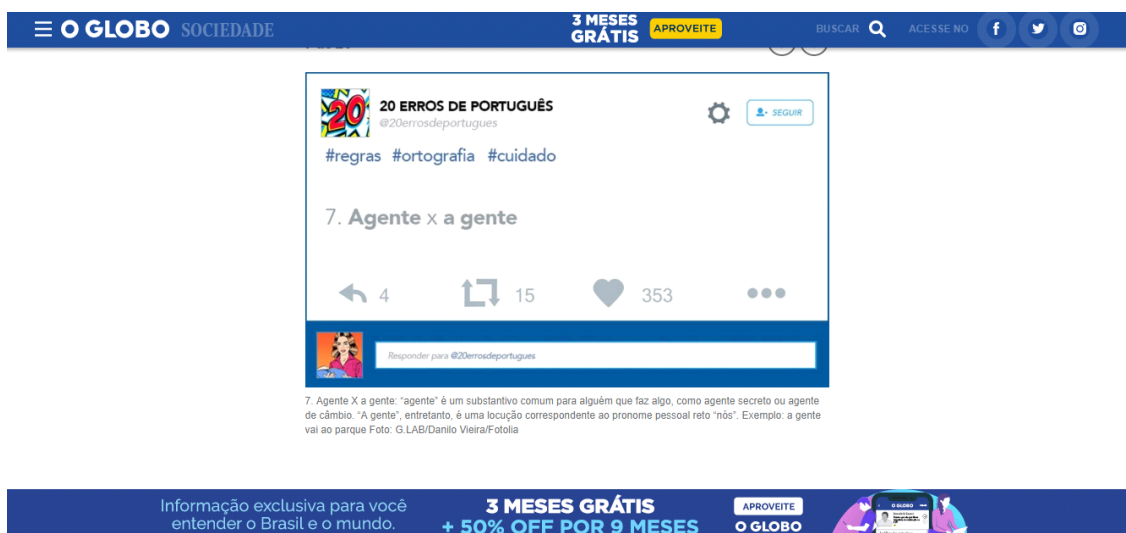 O GLOBO SOCIEDADE
3 MESES
GRÁTIS
APROVEITE
BUSCAR
ACESSE NO
20 ERROS DE PORTUGUÊS
@20errosdeportugues
SEGUIR
#regras #ortografia #cuidado
7. Agente x a gente
4 15 353
Responder para @20errosdeportugues
7. Agente X a gente: “agente” é um substantivo comum para alguém que faz algo, como agente secreto ou agente
de câmbio. “A gente”, entretanto, é uma locução correspondente ao pronome pessoal reto “nós”. Exemplo: a gente
vai ao parque Foto: G.LAB/Danilo Vieira/Fotolia
Informação exclusiva para você
entender o Brasil e o mundo.
3 MESES GRÁTIS
+ 50% OFF POR 9 MESES
APROVEITE
O GLOBO